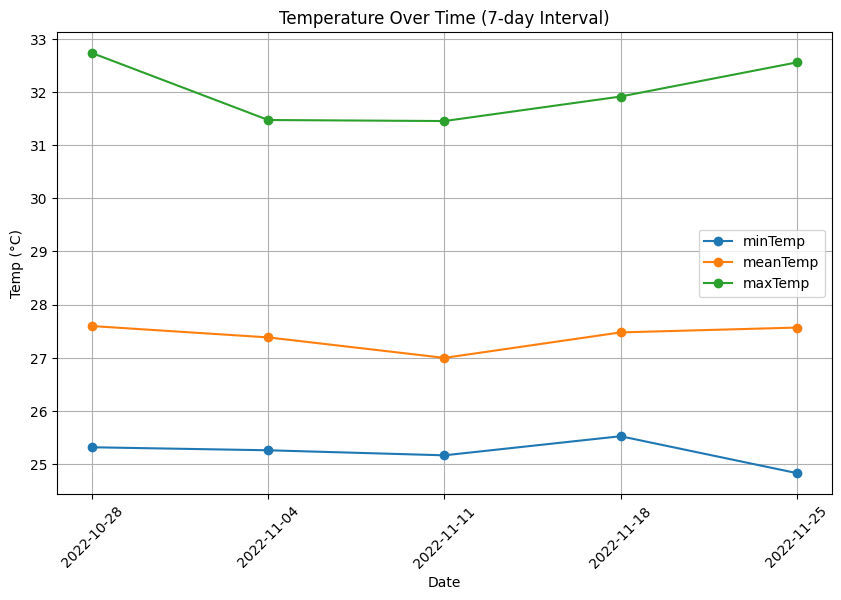 Temperature Over Time (7-day Interval)
33
32
31
30
29
28
27
26
25
Temp (°C)
minTemp
meanTemp
maxTemp
2022-10-28
2022-11-04
2022-11-11
2022-11-18
2022-11-25
Date